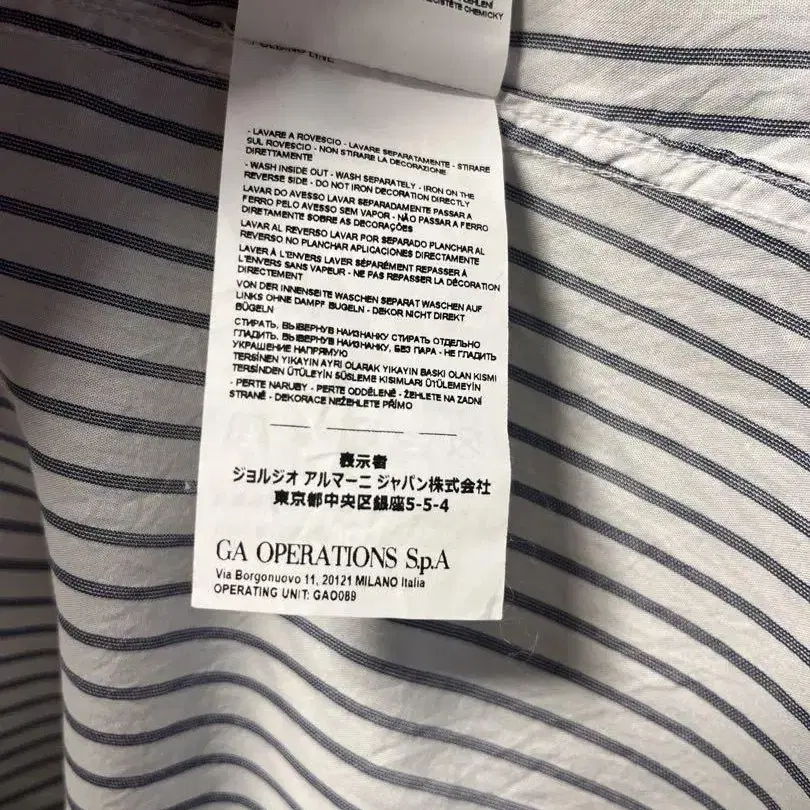 ČISTĚTE CHEMICKY
FOLDING LINE
- LAVARE A ROVESCIO - LAVARE SEPARATAMENTE - STIRARE
SUL ROVESCIO - NON STIRARE LA DECORAZIONE
DIRETTAMENTE
- WASH INSIDE OUT - WASH SEPARATELY - IRON ON THE
REVERSE SIDE - DO NOT IRON DECORATION DIRECTLY
LAVAR DO AVESSO LAVAR SEPARADAMENTE PASSAR A
FERRO PELO AVESSO SEM VAPOR - NÃO PASSAR A FERRO
DIRETAMENTE SOBRE AS DECORAÇÕES
LAVAR AL REVERSO LAVAR POR SEPARADO PLANCHAR AL
REVERSO NO PLANCHAR APLICACIONES DIRECTAMENTE
LAVER À L'ENVERS LAVER SÉPARÉMENT REPASSER À
L'ENVERS SANS VAPEUR - NE PAS REPASSER LA DÉCORATION
DIRECTEMENT
VON DER INNENSEITE WASCHEN SEPARAT WASCHEN AUF
LINKS OHNE DAMPF BÜGELN - DEKOR NICHT DIREKT
BÜGELN
СТИРАТЬ, ВЫВЕРНУВ НАИЗНАНКУ СТИРАТЬ ОТДЕЛЬНО
ГЛАДИТЬ, ВЫВЕРНУВ НАИЗНАНКУ, БЕЗ ПАРА - НЕ ГЛАДИТЬ
УКРАШЕНИЕ НАПРЯМУЮ
TERSİNEN YIKAYIN AYRI OLARAK YIKAYIN BASKI OLAN KISMI
TERSİNDEN ÜTÜLEYİN SÜSLEME KISIMLARI ÜTÜLEMEYİN
- PERTE NARUBY - PERTE ODDĚLENĚ - ŽEHLETE NA ZADNÍ
STRANĚ - DEKORACE NEŽEHLETE PŘÍMO
表示者
ジョルジオ アルマーニ ジャパン株式会社
東京都中央区銀座5-5-4
GA OPERATIONS S.p.A
Via Borgonuovo 11, 20121 MILANO Italia
OPERATING UNIT: GAO089